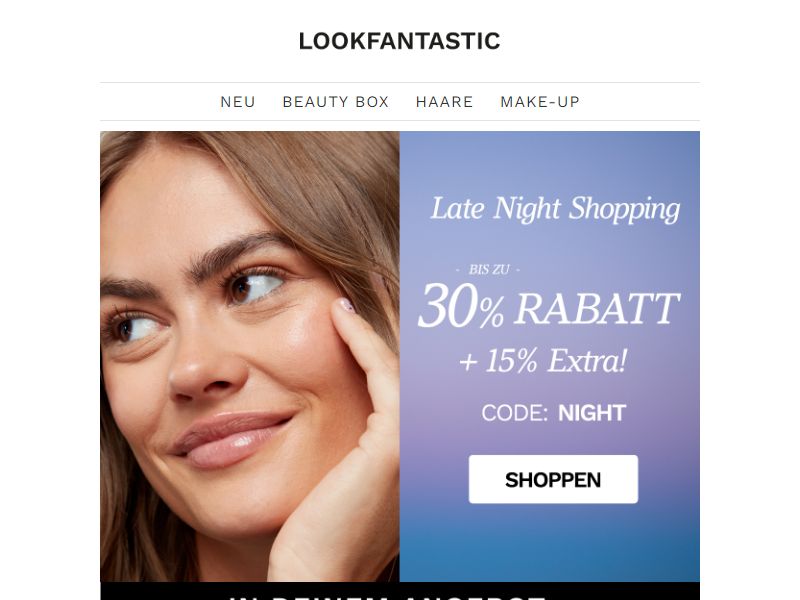 LOOKFANTASTIC
NEU BEAUTY BOX HAARE MAKE-UP
Late Night Shopping
- BIS ZU -
30% RABATT
+ 15% Extra!
CODE: NIGHT
SHOPPEN